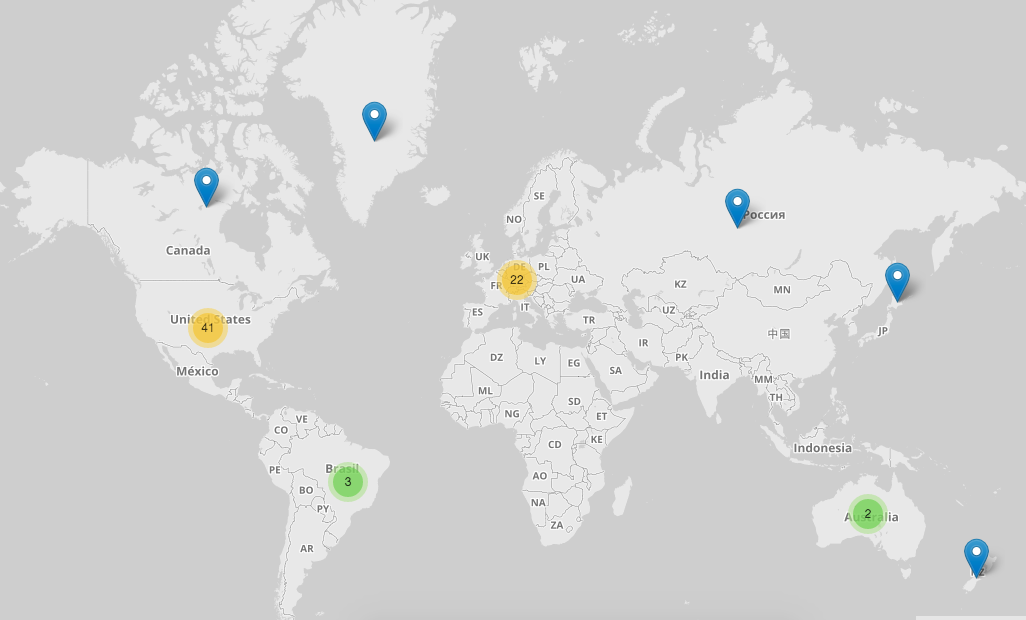 SE
NO
Россия
Canada
UK
DE
PL
22
FR
UA
KZ
MN
IT
ES
UZ
United States
41
TR
JP
中国
IR
DZ
LY
EG
PK
SA
México
India
MM
ML
TH
SD
NG
ET
VE
CO
KE
CD
Indonesia
PE
Brasil
3
AO
BO
NA
PY
2
Australia
ZA
AR
NZ